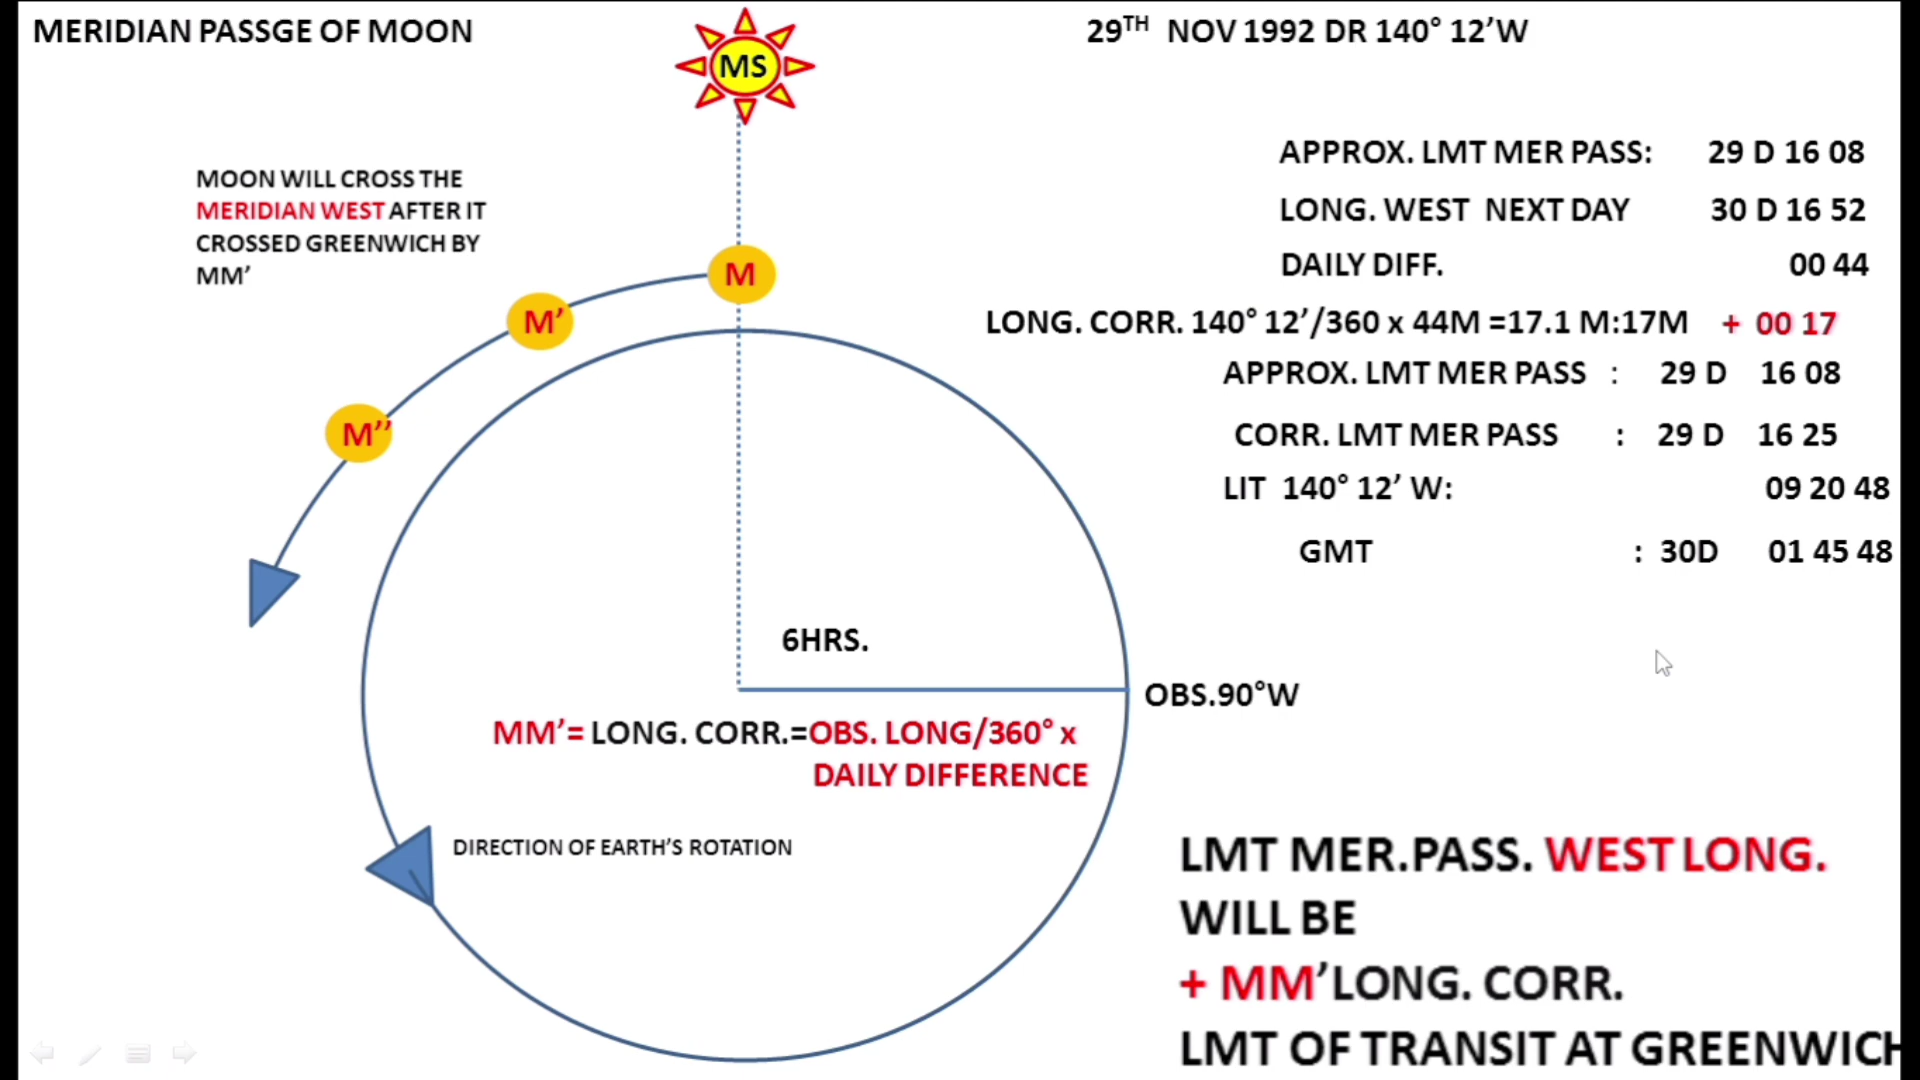 MERIDIAN PASSGE OF MOON
29TH NOV 1992 DR 140° 12’W
MS
MOON WILL CROSS THE
MERIDIAN WEST AFTER IT
CROSSED GREENWICH BY
MM’
M
M’
M’’
APPROX. LMT MER PASS: 29 D 16 08
LONG. WEST NEXT DAY 30 D 16 52
DAILY DIFF. 00 44
LONG. CORR. 140° 12’/360 x 44M =17.1 M:17M + 00 17
APPROX. LMT MER PASS : 29 D 16 08
CORR. LMT MER PASS : 29 D 16 25
LIT 140° 12’ W: 09 20 48
GMT : 30D 01 45 48
6HRS.
OBS.90°W
MM’= LONG. CORR.=OBS. LONG/360° x
DAILY DIFFERENCE
DIRECTION OF EARTH’S ROTATION
LMT MER.PASS. WEST LONG.
WILL BE
+ MM’LONG. CORR.
LMT OF TRANSIT AT GREENWICH